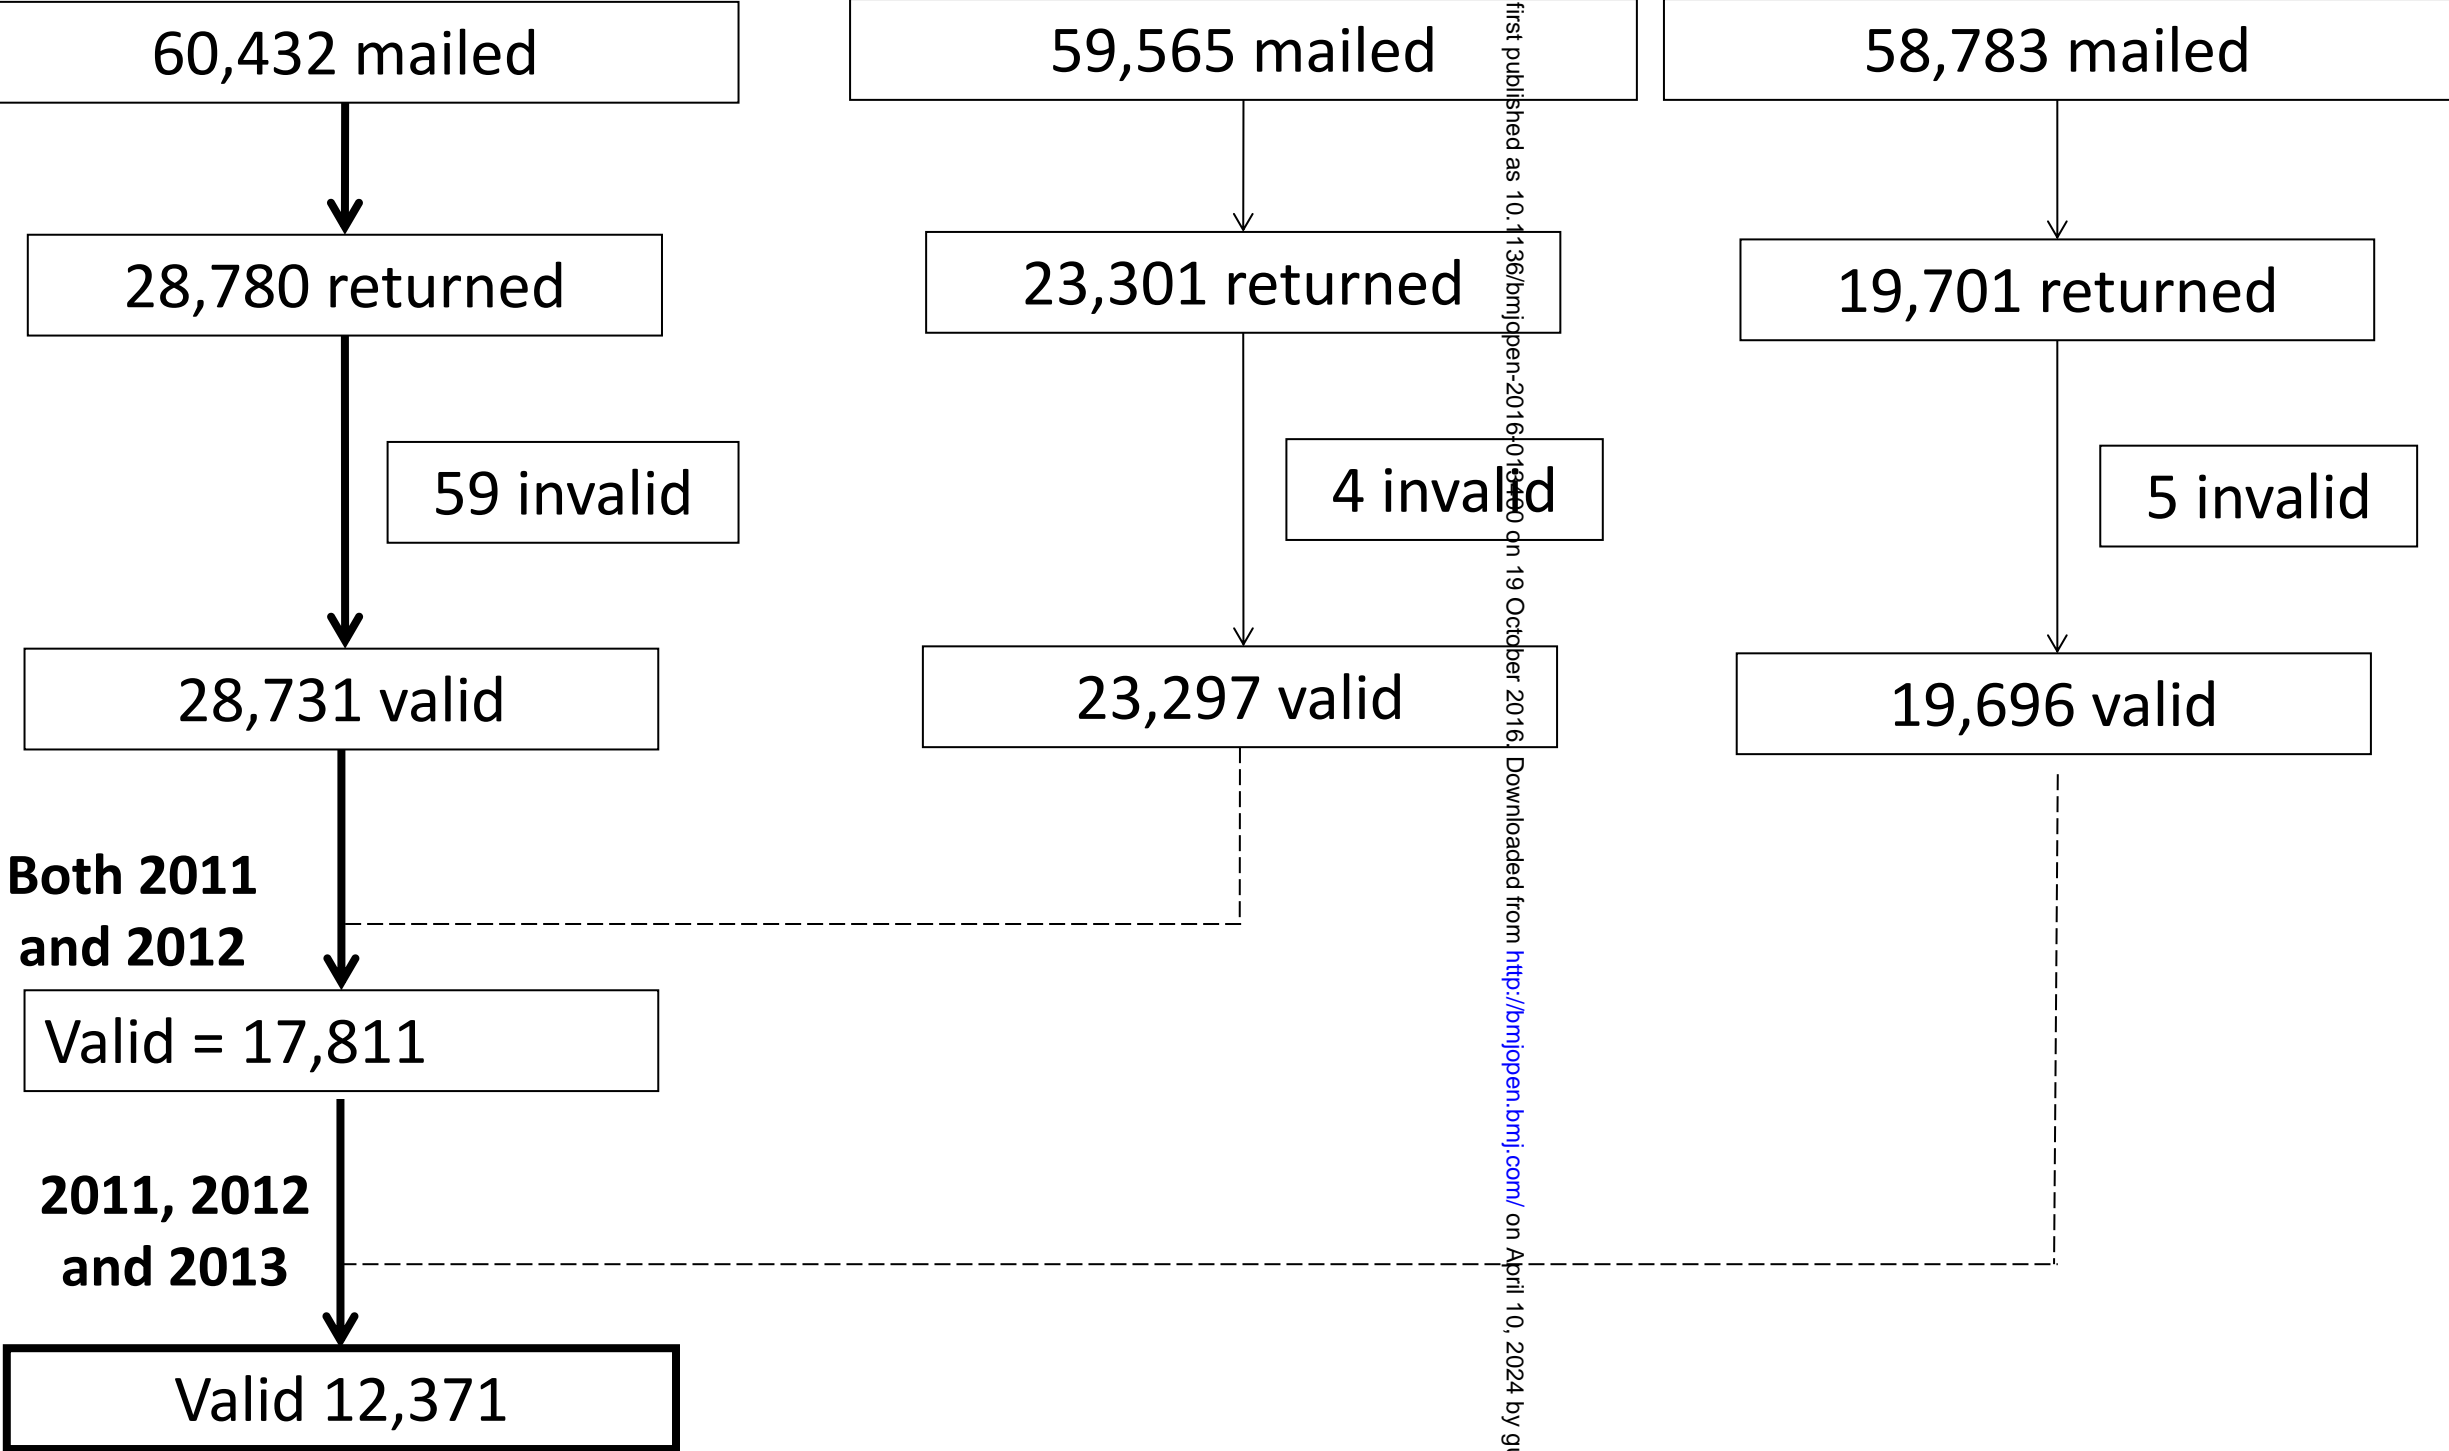 60,432 mailed
59,565 mailed
58,783 mailed
28,780 returned
23,301 returned
19,701 returned
59 invalid
4 invalid
5 invalid
28,731 valid
23,297 valid
19,696 valid
Both 2011
and 2012
Valid = 17,811
2011, 2012
and 2013
Valid 12,371
first published as 10.1136/bmjopen-2016-013400 on 19 October 2016. Downloaded from http://bmjopen.bmj.com/ on April 10, 2024 by